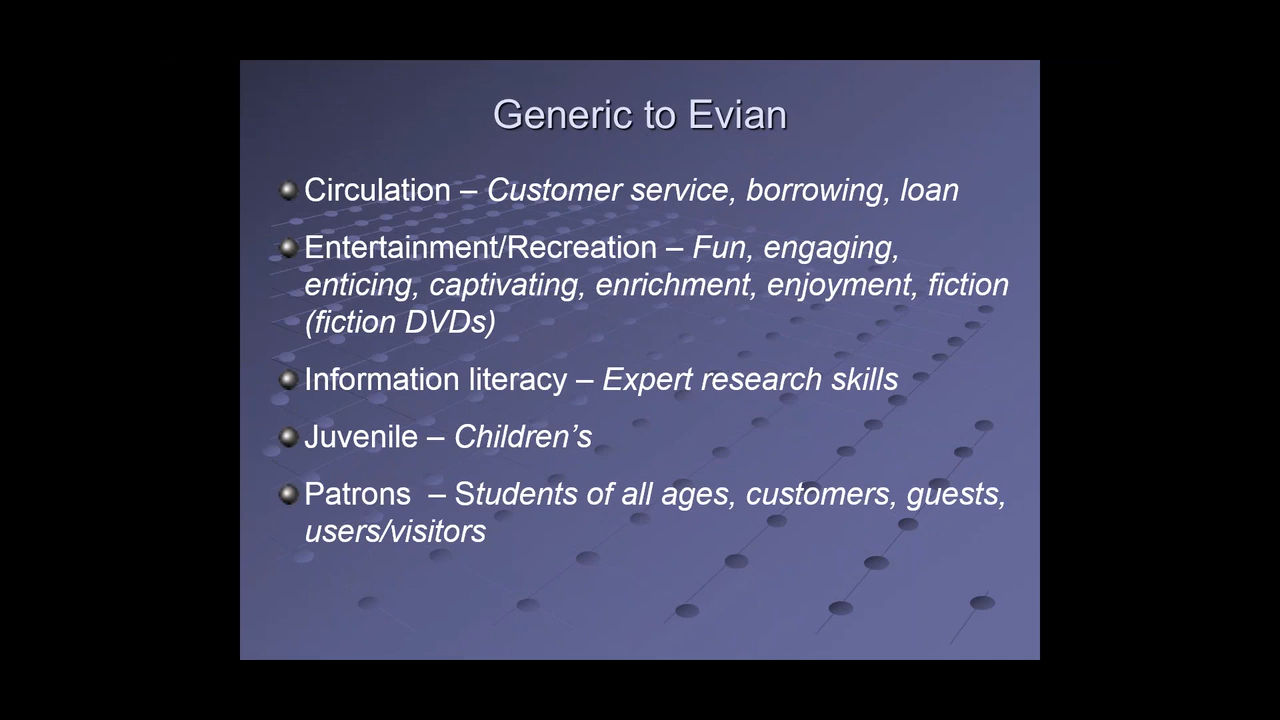 Generic to Evian
Circulation – Customer service, borrowing, loan
Entertainment/Recreation – Fun, engaging,
enticing, captivating, enrichment, enjoyment, fiction
(fiction DVDs)
Information literacy – Expert research skills
Juvenile – Children’s
Patrons  – Students of all ages, customers, guests,
users/visitors